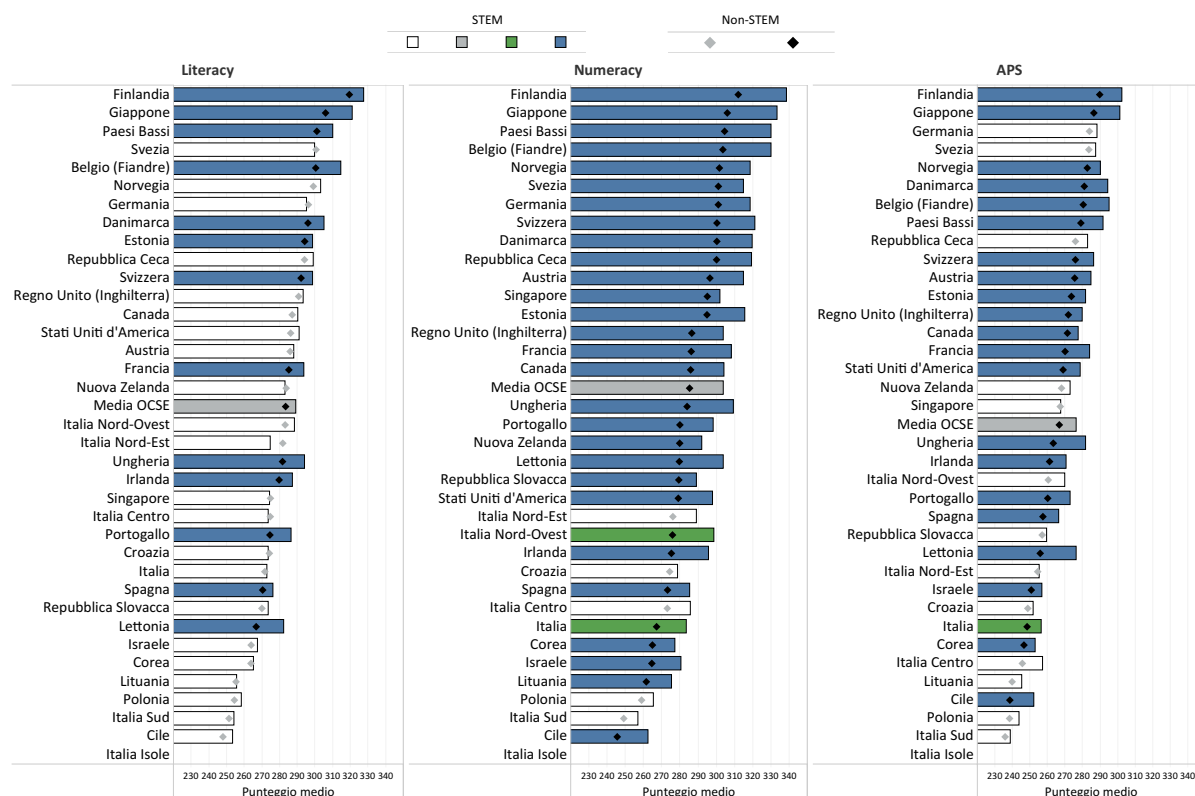 STEM
Non-STEM
Literacy
Finlandia
Giappone
Paesi Bassi
Svezia
Belgio (Fiandre)
Norvegia
Germania
Danimarca
Estonia
Repubblica Ceca
Svizzera
Regno Unito (Inghilterra)
Canada
Stati Uniti d'America
Austria
Francia
Nuova Zelanda
Media OCSE
Italia Nord-Ovest
Italia Nord-Est
Ungheria
Irlanda
Singapore
Italia Centro
Portogallo
Croazia
Italia
Spagna
Repubblica Slovacca
Lettonia
Israele
Corea
Lituania
Polonia
Italia Sud
Cile
Italia Isole
230 240 250 260 270 280 290 300 310 320 330 340
Punteggio medio
Numeracy
Finlandia
Giappone
Paesi Bassi
Belgio (Fiandre)
Norvegia
Svezia
Germania
Svizzera
Danimarca
Repubblica Ceca
Austria
Singapore
Estonia
Regno Unito (Inghilterra)
Francia
Canada
Media OCSE
Ungheria
Portogallo
Nuova Zelanda
Lettonia
Repubblica Slovacca
Stati Uniti d'America
Italia Nord-Est
Italia Nord-Ovest
Irlanda
Croazia
Spagna
Italia Centro
Italia
Corea
Israele
Lituania
Polonia
Italia Sud
Cile
Italia Isole
230 240 250 260 270 280 290 300 310 320 330 340
Punteggio medio
APS
Finlandia
Giappone
Germania
Svezia
Norvegia
Danimarca
Belgio (Fiandre)
Paesi Bassi
Repubblica Ceca
Svizzera
Austria
Estonia
Regno Unito (Inghilterra)
Canada
Francia
Stati Uniti d'America
Nuova Zelanda
Singapore
Media OCSE
Ungheria
Irlanda
Italia Nord-Ovest
Portogallo
Spagna
Repubblica Slovacca
Lettonia
Italia Nord-Est
Israele
Croazia
Italia
Corea
Italia Centro
Lituania
Cile
Polonia
Italia Sud
Italia Isole
230 240 250 260 270 280 290 300 310 320 330 340
Punteggio medio